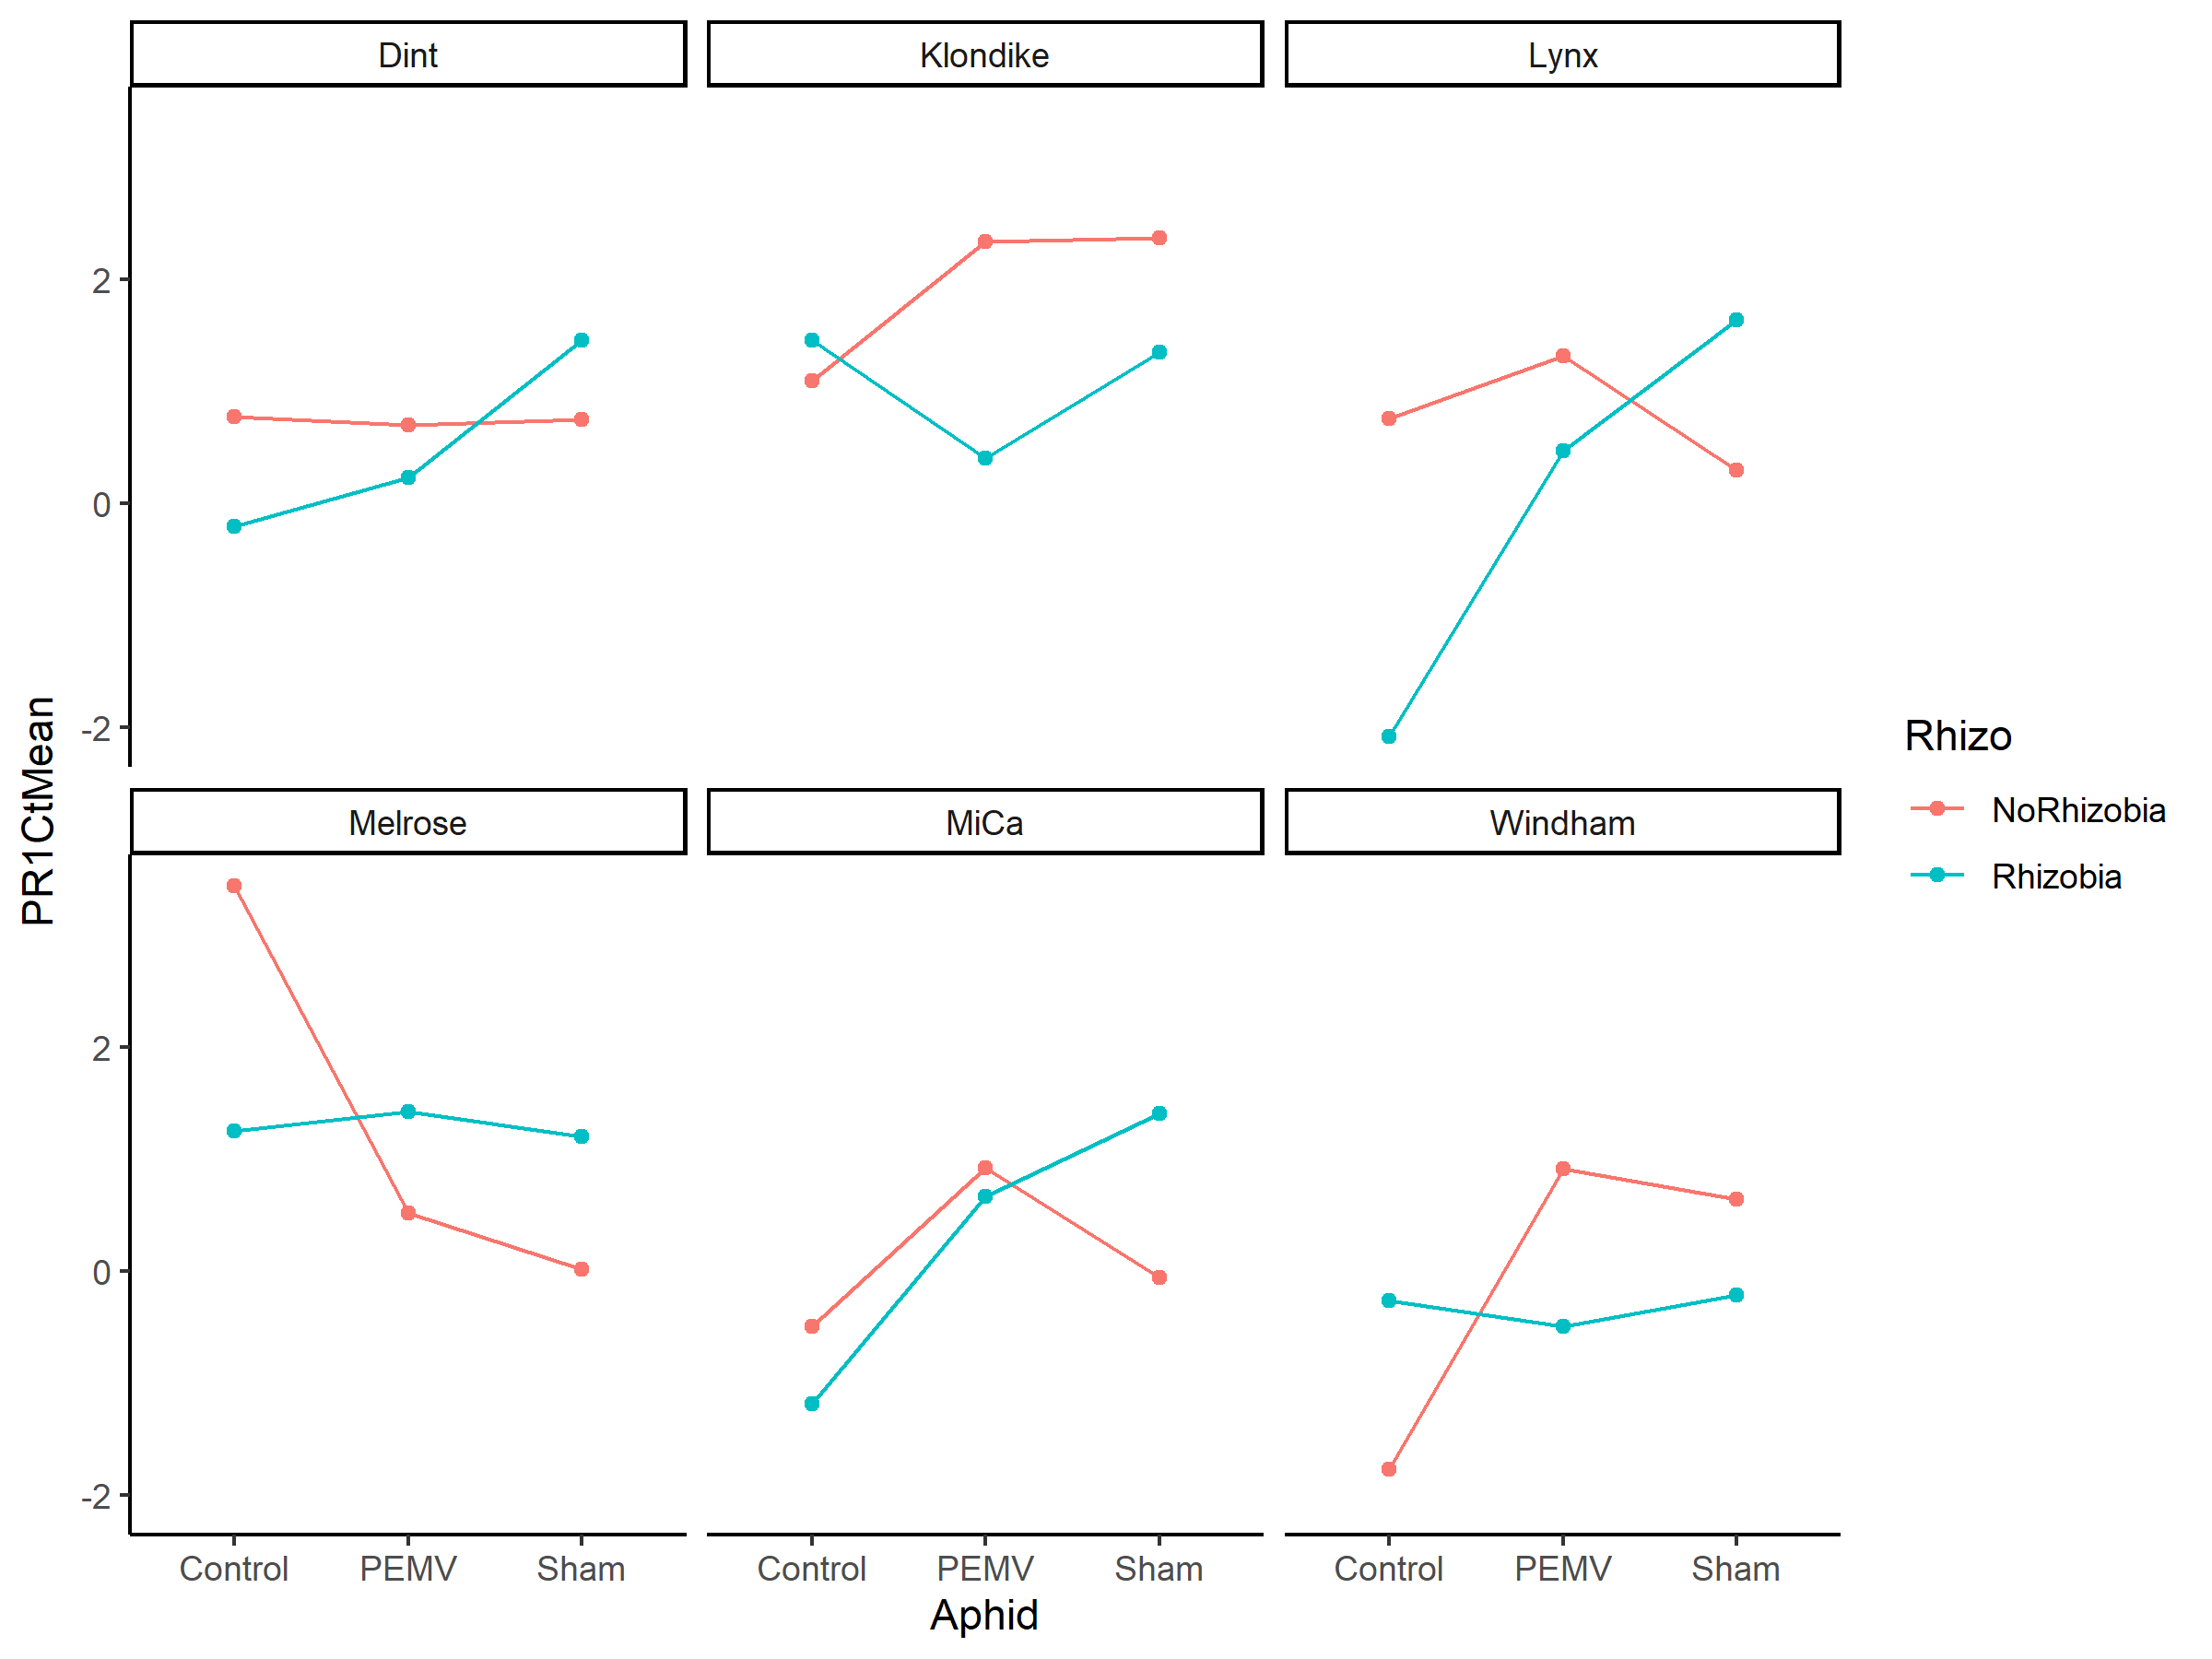 Dint
Klondike
Lynx
2
0
-2
Melrose
MiCa
Windham
2
0
-2
Control PEMV Sham
Control PEMV Sham
Control PEMV Sham
Aphid
PR1CtMean
Rhizo
NoRhizobia
Rhizobia